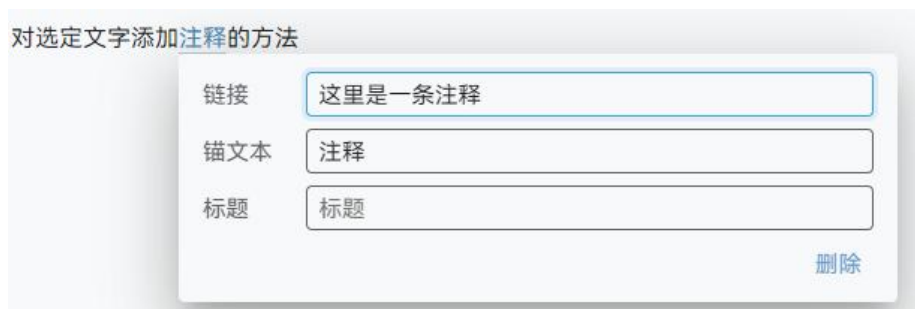 对选定文字添加注释的方法
链接 这里是一条注释
锚文本 注释
标题 标题
删除